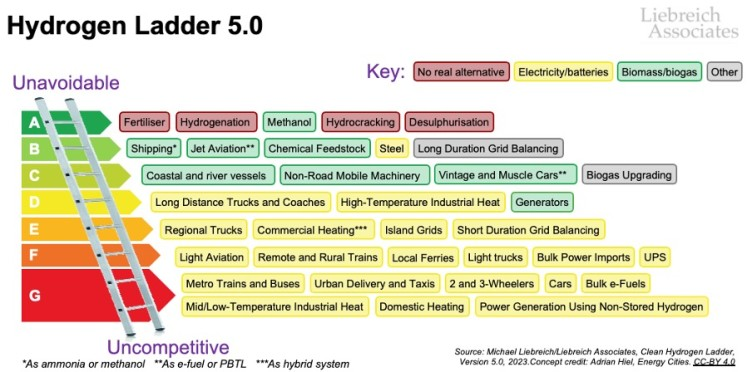 Hydrogen Ladder 5.0
Liebreich
Associates
Key: No real alternative Electricity/batteries Biomass/biogas Other
Unavoidable
A Fertiliser Hydrogenation Methanol Hydrocracking Desulphurisation
B Shipping* Jet Aviation** Chemical Feedstock Steel Long Duration Grid Balancing
C Coastal and river vessels Non-Road Mobile Machinery Vintage and Muscle Cars** Biogas Upgrading
D Long Distance Trucks and Coaches High-Temperature Industrial Heat Generators
E Regional Trucks Commercial Heating*** Island Grids Short Duration Grid Balancing
F Light Aviation Remote and Rural Trains Local Ferries Light trucks Bulk Power Imports UPS
G Metro Trains and Buses Urban Delivery and Taxis 2 and 3-Wheelers Cars Bulk e-Fuels
Mid/Low-Temperature Industrial Heat Domestic Heating Power Generation Using Non-Stored Hydrogen
Uncompetitive
*As ammonia or methanol **As e-fuel or PBTL ***As hybrid system
Source: Michael Liebreich/Liebreich Associates, Clean Hydrogen Ladder,
Version 5.0, 2023.Concept credit: Adrian Hiel, Energy Cities. CC-BY 4.0